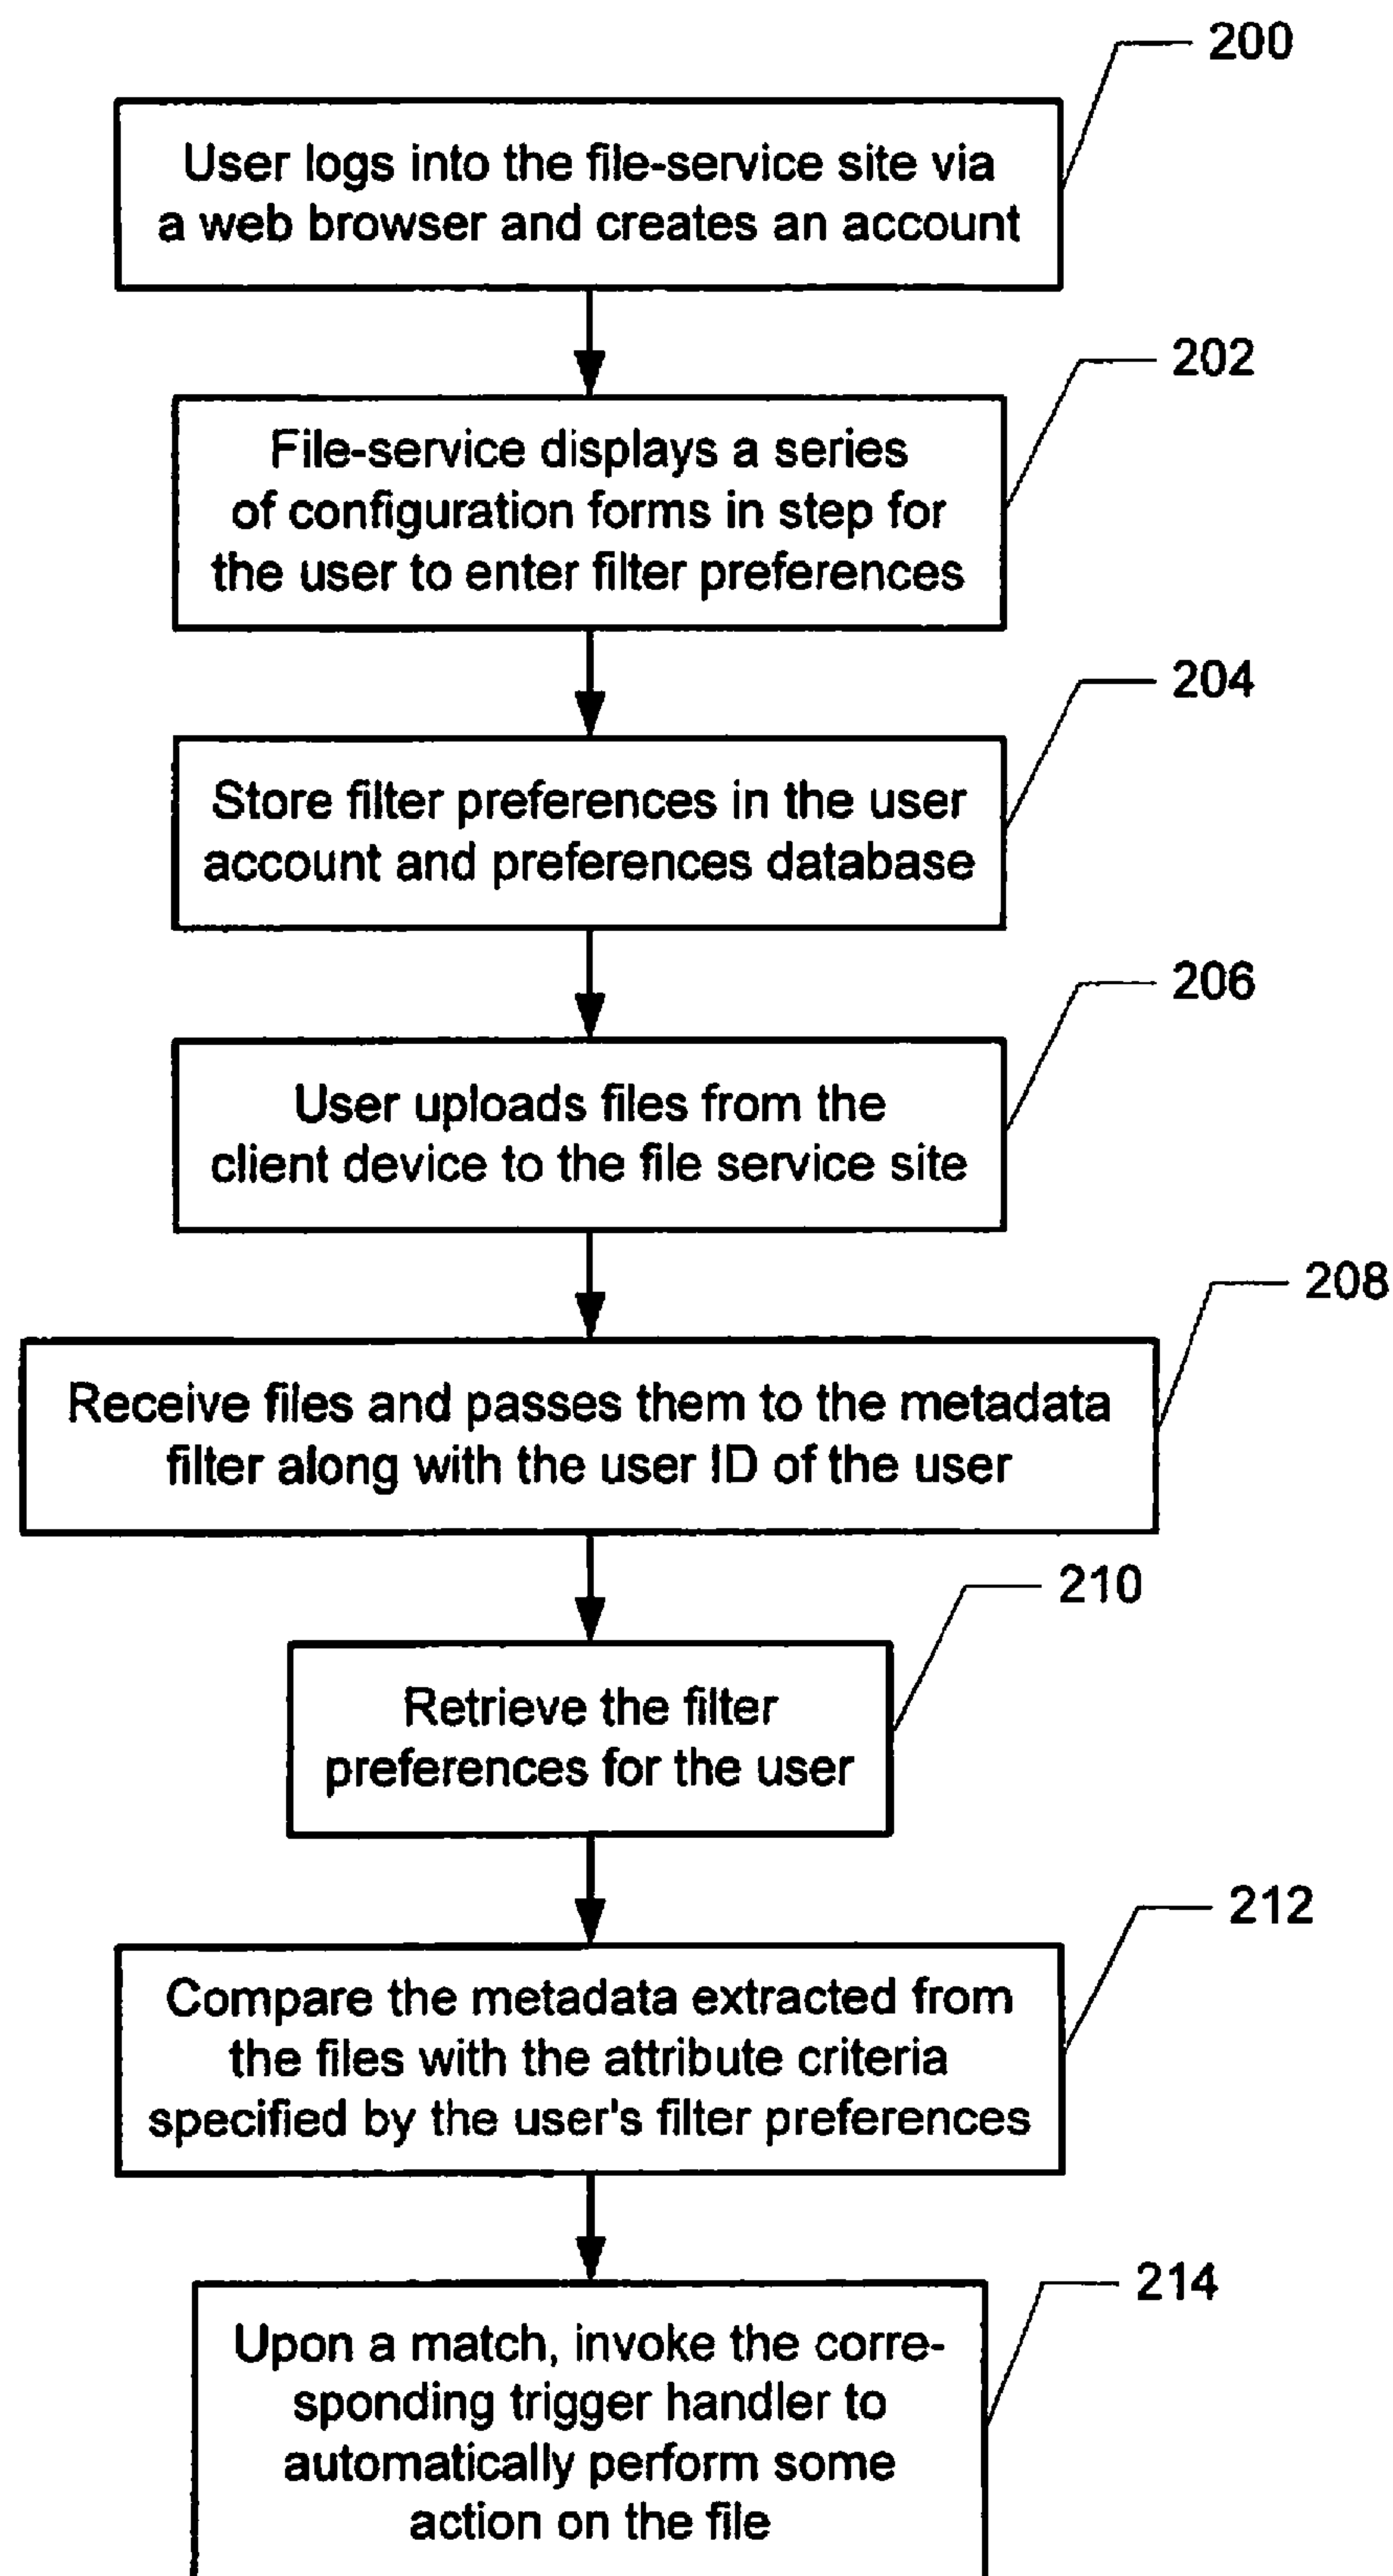 200
User logs into the file-service site via
a web browser and creates an account
202
File-service displays a series
of configuration forms in step for
the user to enter filter preferences
204
Store filter preferences in the user
account and preferences database
206
User uploads files from the
client device to the file service site
208
Receive files and passes them to the metadata
filter along with the user ID of the user
210
Retrieve the filter
preferences for the user
212
Compare the metadata extracted from
the files with the attribute criteria
specified by the user's filter preferences
214
Upon a match, invoke the corre-
sponding trigger handler to
automatically perform some
action on the file